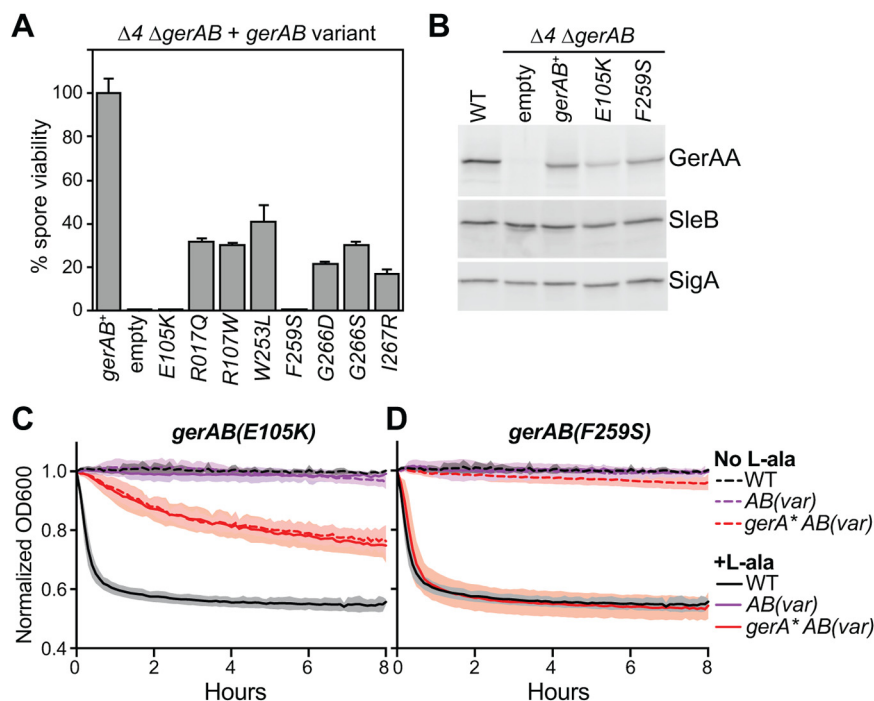 A
Δ4 ΔgerAB + gerAB variant
% spore viability
100
80
60
40
20
0
gerAB+
empty
E105K
R017Q
R107W
W253L
F259S
G266D
G266S
I267R
B
Δ4 ΔgerAB
WT
empty
gerAB+
E105K
F259S
GerAA
SleB
SigA
C
gerAB(E105K)
Normalized OD600
1.0
0.8
0.6
0.4
0
2
4
6
8
Hours
D
gerAB(F259S)
0
2
4
6
8
Hours
No L-ala
WT
AB(var)
gerA* AB(var)
+L-ala
WT
AB(var)
gerA* AB(var)